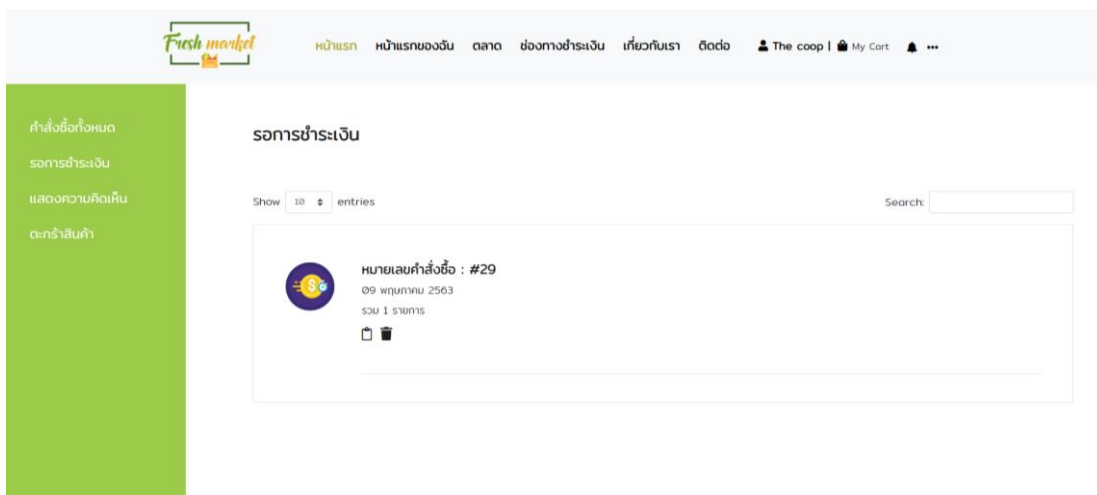 Fresh market
หน้าแรก หน้าแรกของฉัน ตลาด ช่องทางชำระเงิน เกี่ยวกับเรา ติดต่อ The coop | My Cart
คำสั่งซื้อทั้งหมด
รอการชำระเงิน
แสดงความคิดเห็น
ตะกร้าสินค้า
รอการชำระเงิน
Show 10 entries
Search:
หมายเลขคำสั่งซื้อ : #29
09 พฤษภาคม 2563
รวม 1 รายการ